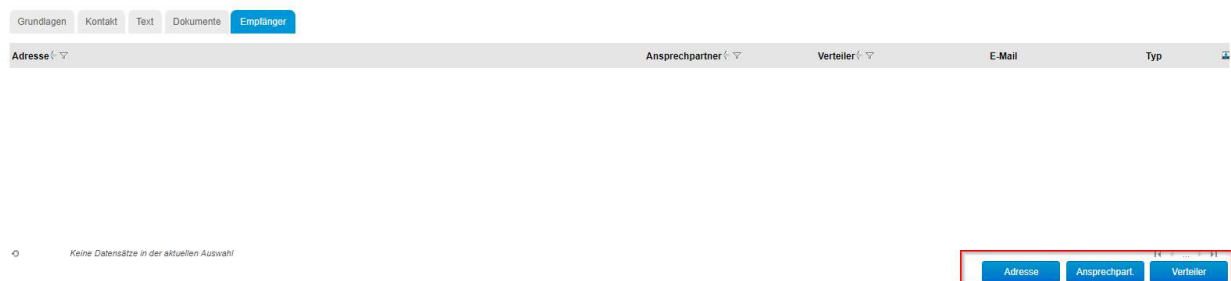 Grundlagen Kontakt Text Dokumente Empfänger
Adresse Ansprechpartner Verteiler E-Mail Typ
Keine Datensätze in der aktuellen Auswahl ...
Adresse Ansprechpart. Verteiler